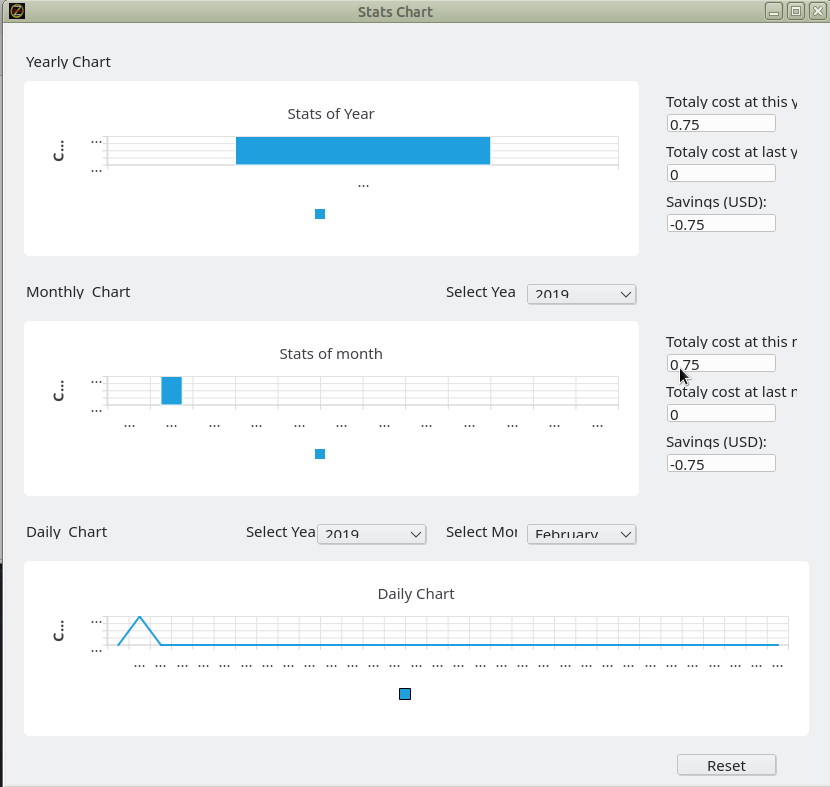 Stats Chart
Yearly Chart
Stats of Year
C...
...
...
...
Totaly cost at this y
0.75
Totaly cost at last y
0
Savings (USD):
-0.75
Monthly Chart
Select Yea
2019
Stats of month
C...
...
...
... ... ... ... ... ... ... ... ... ... ... ...
Totaly cost at this r
0.75
Totaly cost at last r
0
Savings (USD):
-0.75
Daily Chart
Select Yea
2019
Select Mor
February
Daily Chart
C...
...
...
... ... ... ... ... ... ... ... ... ... ... ... ... ... ... ... ... ... ... ... ... ... ... ... ... ... ... ... ... ... ...
Reset